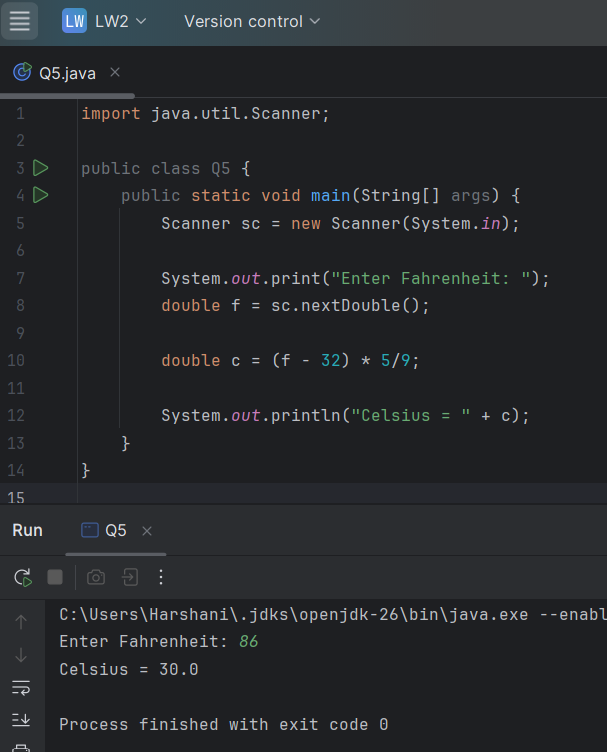 LW LW2 Version control
Q5.java
1 import java.util.Scanner;
2
3 public class Q5 {
4 public static void main(String[] args) {
5 Scanner sc = new Scanner(System.in);
6
7 System.out.print("Enter Fahrenheit: ");
8 double f = sc.nextDouble();
9
10 double c = (f - 32) * 5/9;
11
12 System.out.println("Celsius = " + c);
13 }
14 }
15
Run Q5
C:\Users\Harshani\.jdks\openjdk-26\bin\java.exe --enabl
Enter Fahrenheit: 86
Celsius = 30.0
Process finished with exit code 0